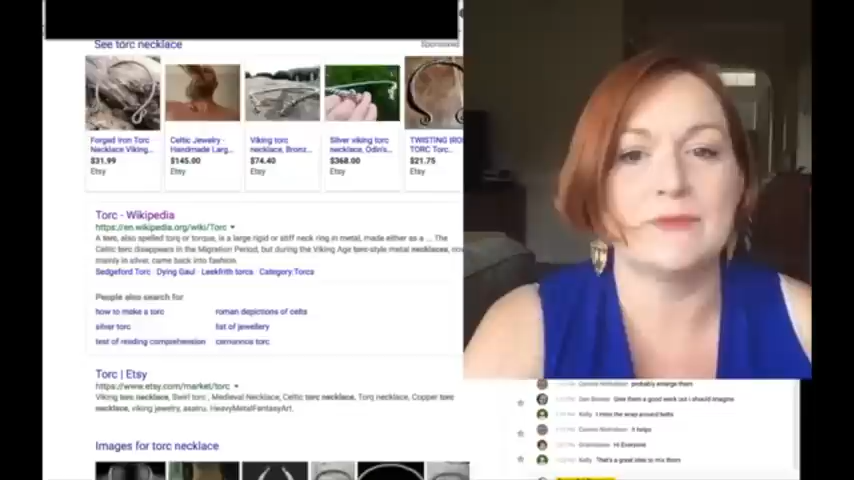 See torc necklace
Sponsored
Forged Iron Torc Necklace Viking...
$31.99
Etsy
Celtic Jewelry - Handmade Larg...
$145.00
Etsy
Viking torc necklace, Bronz...
$74.40
Etsy
Silver viking torc necklace, Odin's...
$368.00
Etsy
TWISTING IRO
TORC Torc...
$21.75
Etsy
Torc - Wikipedia
https://en.wikipedia.org/wiki/Torc
A torc, also spelled torq or torque, is a large rigid or stiff neck ring in metal, made either as a ... The
Celtic torc disappears in the Migration Period, but during the Viking Age torc-style metal necklaces,
mainly in silver, came back into fashion.
Sedgeford Torc · Dying Gaul · Leekfrith torcs · Category:Torcs
People also search for
how to make a torc
roman depictions of celts
silver torc
list of jewellery
test of reading comprehension
cernannos torc
Torc | Etsy
https://www.etsy.com/market/torc
Viking torc necklace, Swirl torc, Medieval Necklace, Celtic torc necklace, Torq necklace, Copper torc
necklace, viking jewelry, asatru. HeavyMetalFantasyArt.
Images for torc necklace
probably enlarge them
Give them a good work out i should imagine
Kelly I miss the wrap around belts
It helps
Hi Everyone
Kelly That's a great idea to mix them